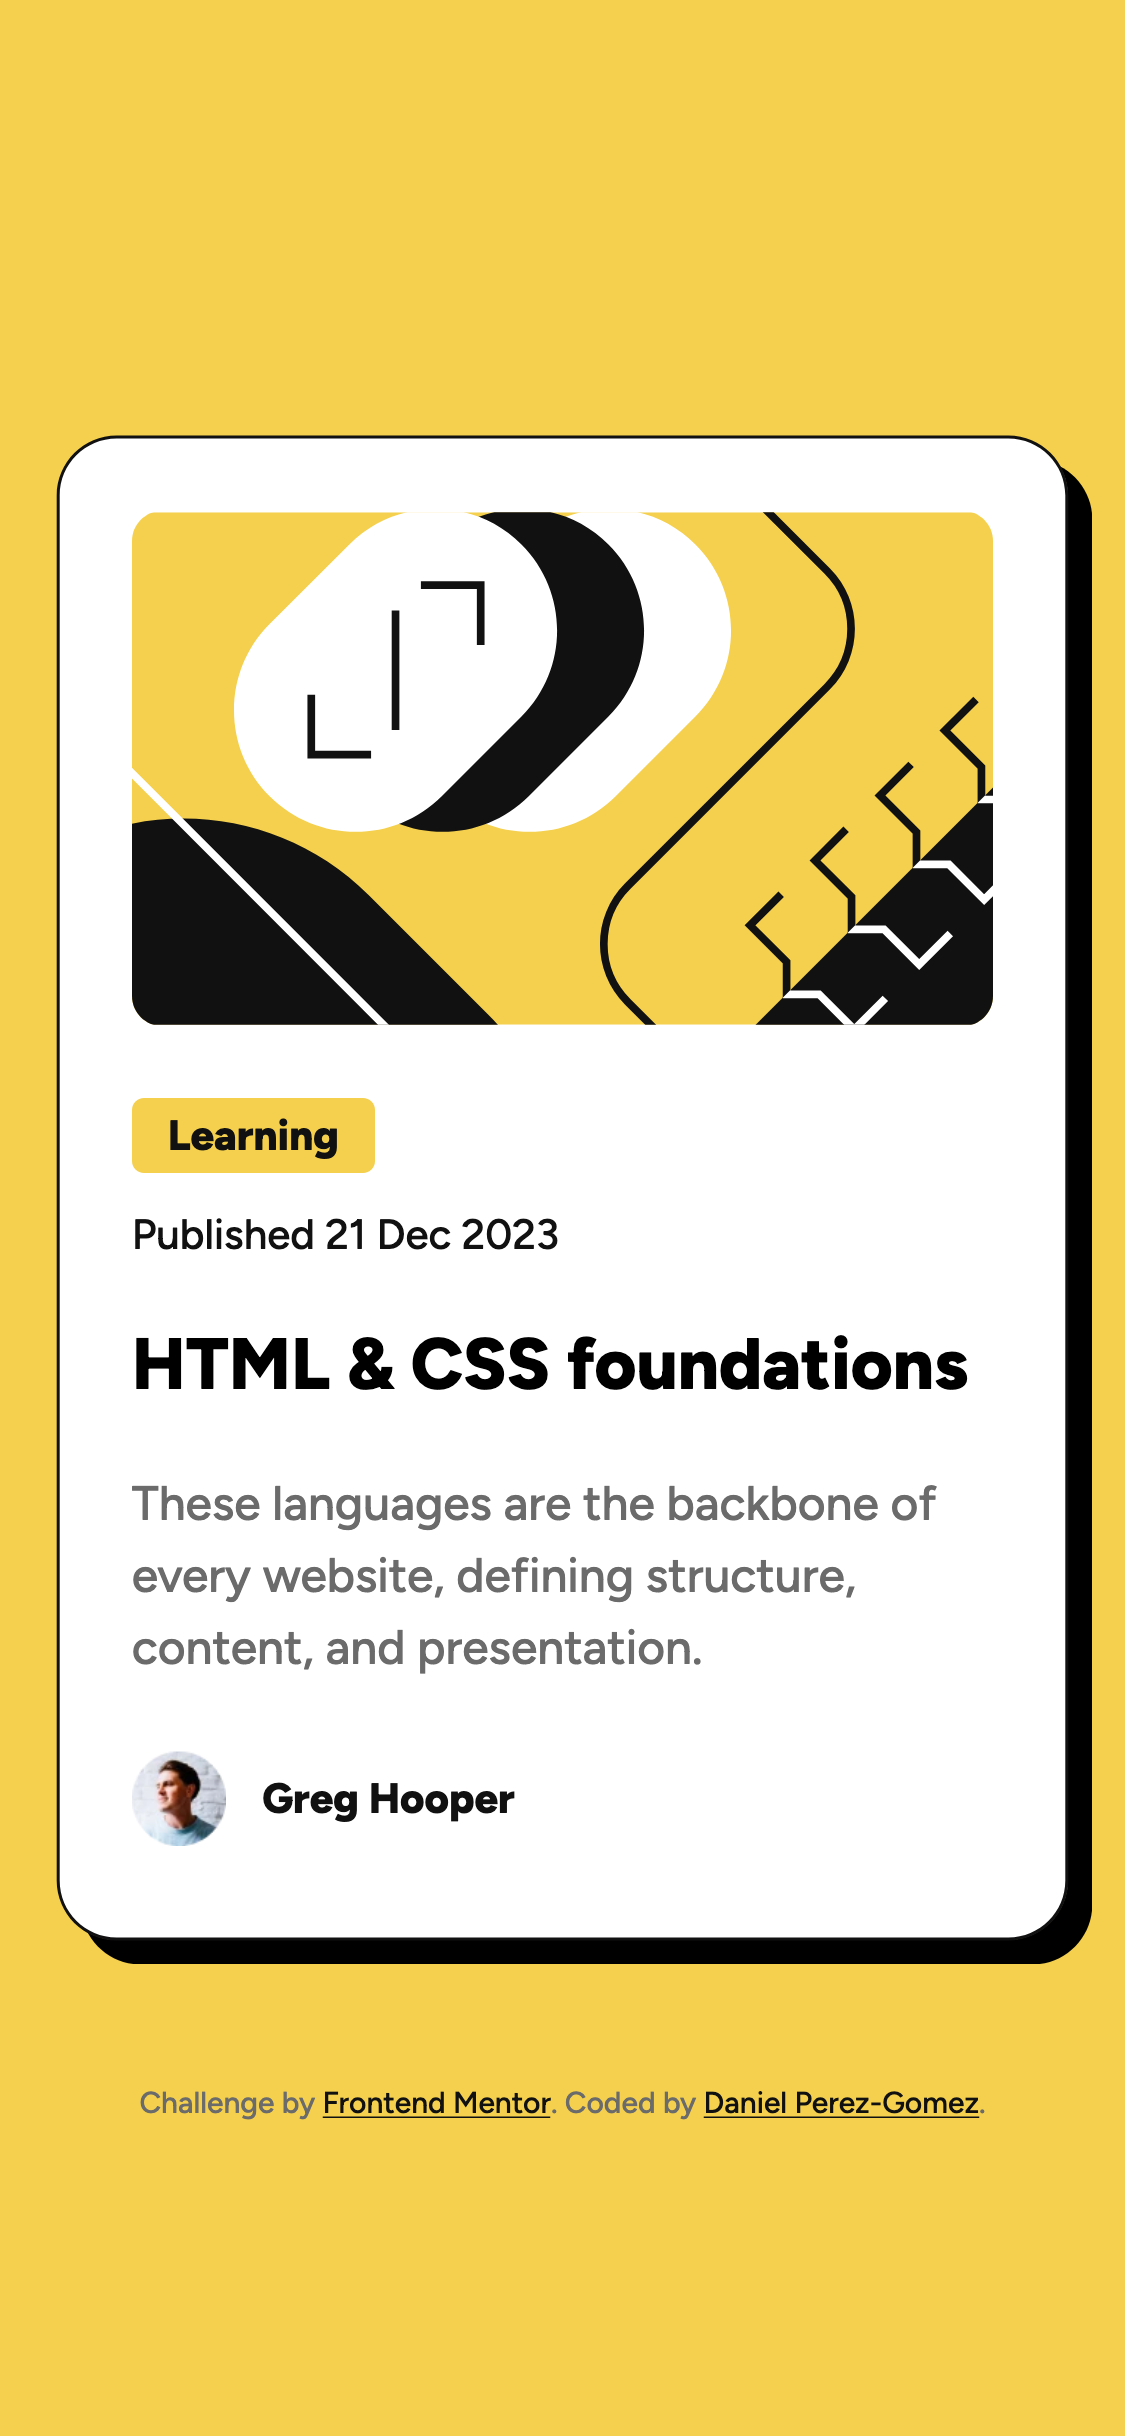 Learning
Published 21 Dec 2023
HTML & CSS foundations
These languages are the backbone of
every website, defining structure,
content, and presentation.
Greg Hooper
Challenge by Frontend Mentor. Coded by Daniel Perez-Gomez.